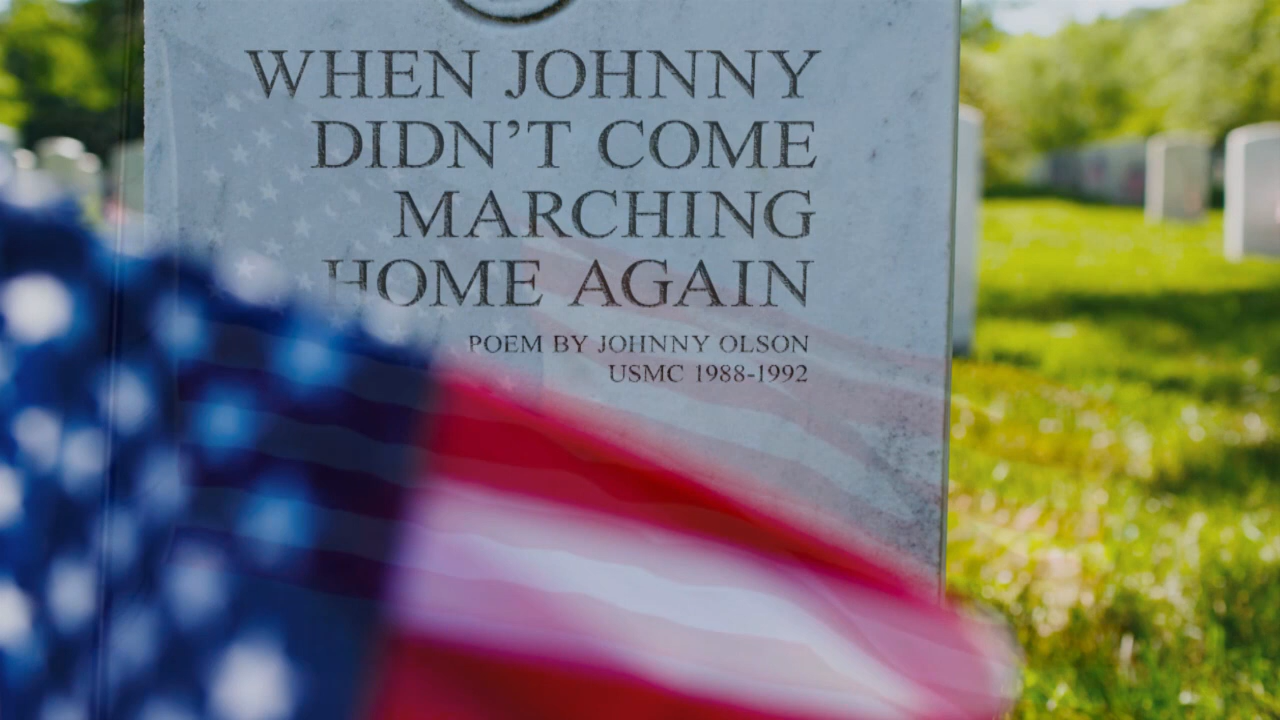 WHEN JOHNNY
DIDN’T COME
MARCHING
HOME AGAIN
POEM BY JOHNNY OLSON
USMC 1988-1992